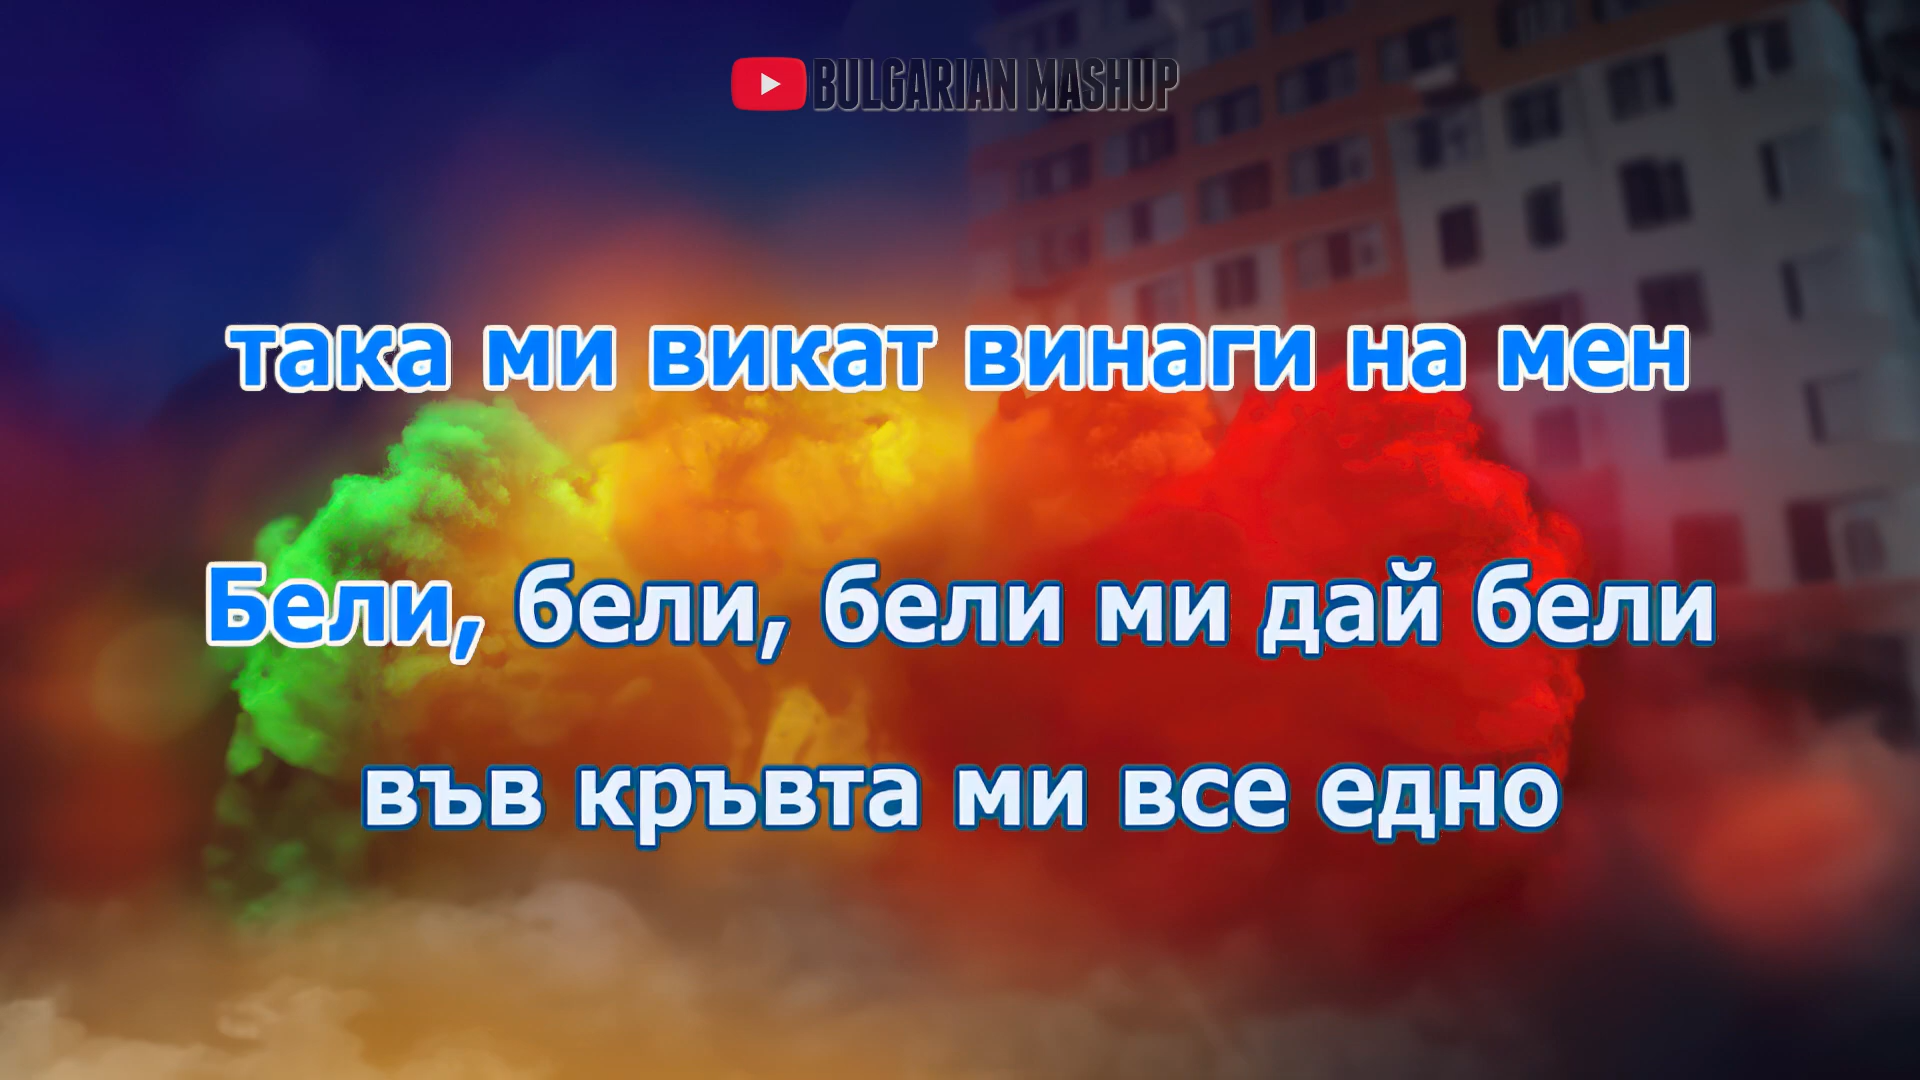 BULGARIAN MASHUP
така ми викат винаги на мен
Бели, бели, бели ми дай бели
във кръвта ми все едно